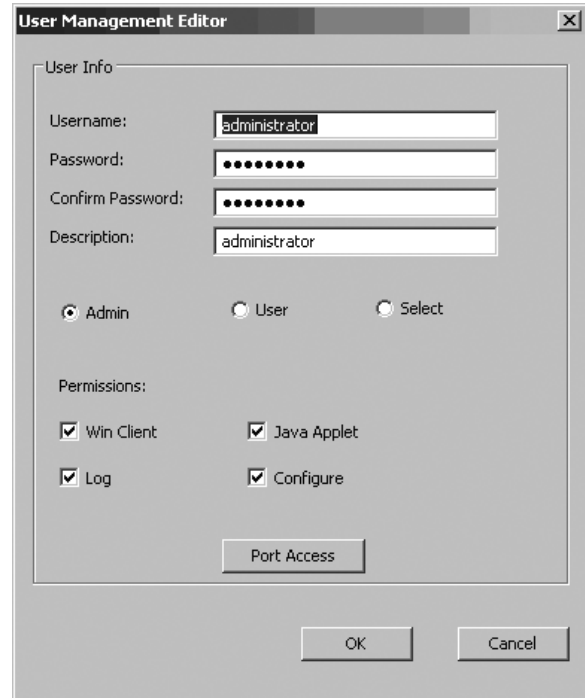 User Management Editor
User Info
Username: administrator
Password: ●●●●●●●●
Confirm Password: ●●●●●●●●
Description: administrator
Admin User Select
Permissions:
Win Client Java Applet
Log Configure
Port Access
OK Cancel